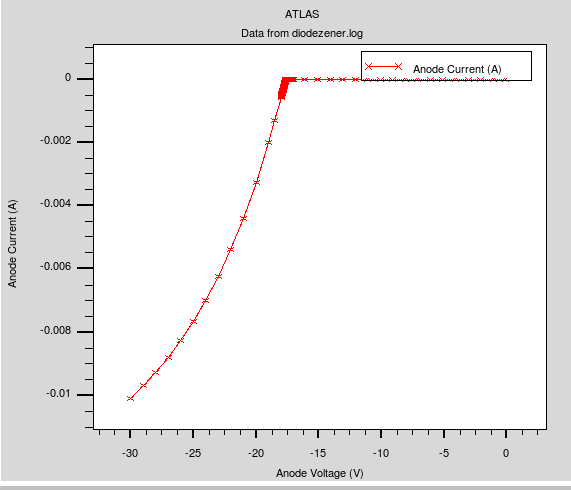 ATLAS
Data from diodezener.log
Anode Current (A)
0
-0.002
-0.004
-0.006
-0.008
-0.01
Anode Current (A)
-30 -25 -20 -15 -10 -5 0
Anode Voltage (V)